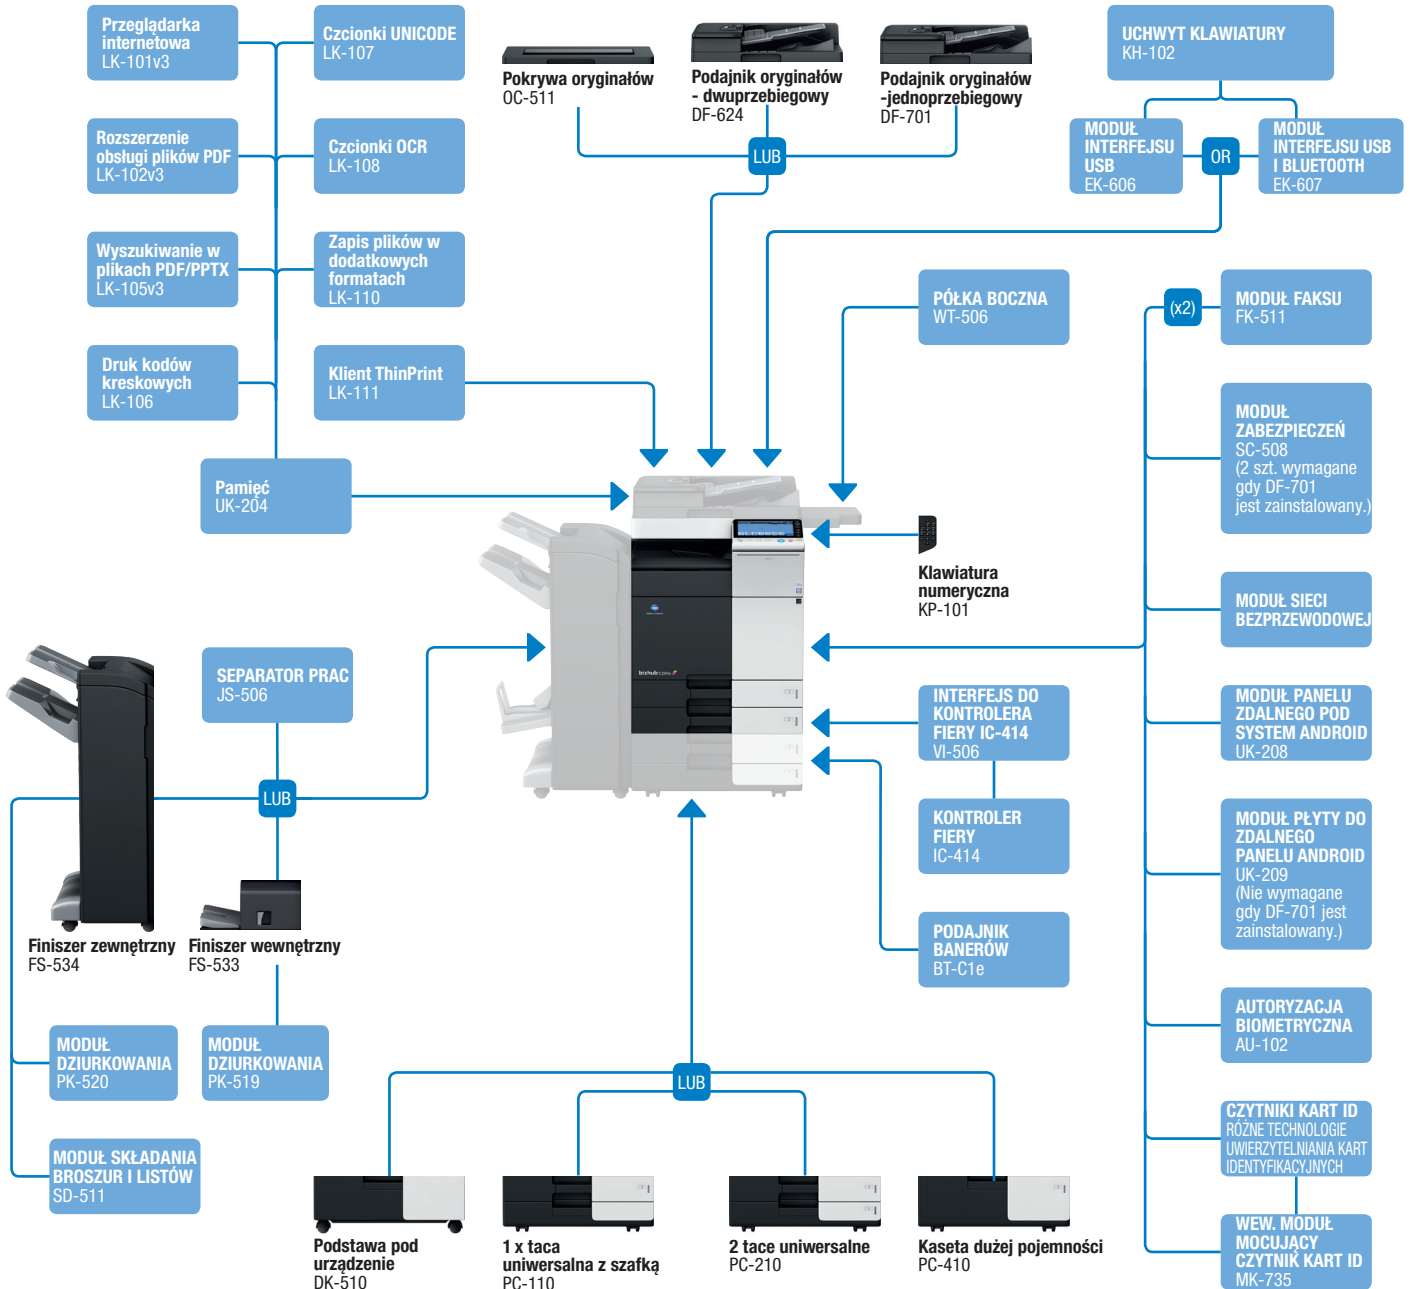 Przeglądarka
internetowa
LK-101v3
Czcionki UNICODE
LK-107
Rozszerzenie
obsługi plików PDF
LK-102v3
Czcionki OCR
LK-108
Wyszukiwanie w
plikach PDF/PPTX
LK-105v3
Zapis plików w
dodatkowych
formatach
LK-110
Druk kodów
kreskowych
LK-106
Klient ThinPrint
LK-111
Pamięć
UK-204
Pokrywa oryginałów
OC-511
Podajnik oryginałów
- dwuprzebiegowy
DF-624
Podajnik oryginałów
-jednoprzebiegowy
DF-701
LUB
UCHWYT KLAWIATURY
KH-102
MODUŁ
INTERFEJSU
USB
EK-606
OR
MODUŁ
INTERFEJSU USB
I BLUETOOTH
EK-607
PÓŁKA BOCZNA
WT-506
(x2)
MODUŁ FAKSU
FK-511
MODUŁ
ZABEZPIECZEŃ
SC-508
(2 szt. wymagane
gdy DF-701
jest zainstalowany.)
Klawiatura
numeryczna
KP-101
MODUŁ SIECI
BEZPRZEWODOWEJ
bizhub
SEPARATOR PRAC
JS-506
INTERFEJS DO
KONTROLERA
FIERY IC-414
VI-506
MODUŁ PANELU
ZDALNEGO POD
SYSTEM ANDROID
UK-208
LUB
KONTROLER
FIERY
IC-414
MODUŁ PŁYTY DO
ZDALNEGO
PANELU ANDROID
UK-209
(Nie wymagane
gdy DF-701 jest
zainstalowany.)
Finiszer zewnętrzny
FS-534
Finiszer wewnętrzny
FS-533
PODAJNIK
BANERÓW
BT-C1e
MODUŁ
DZIURKOWANIA
PK-520
MODUŁ
DZIURKOWANIA
PK-519
AUTORYZACJA
BIOMETRYCZNA
AU-102
LUB
MODUŁ SKŁADANIA
BROSZUR I LISTÓW
SD-511
CZYTNIKI KART ID
RÓŻNE TECHNOLOGIE
UWIERZYTELNIANIA KART
IDENTYFIKACYJNYCH
Podstawa pod
urządzenie
DK-510
1 x taca
uniwersalna z szafką
PC-110
2 tace uniwersalne
PC-210
Kaseta dużej pojemności
PC-410
WEW. MODUŁ
MOCUJĄCY
CZYTNIK KART ID
MK-735